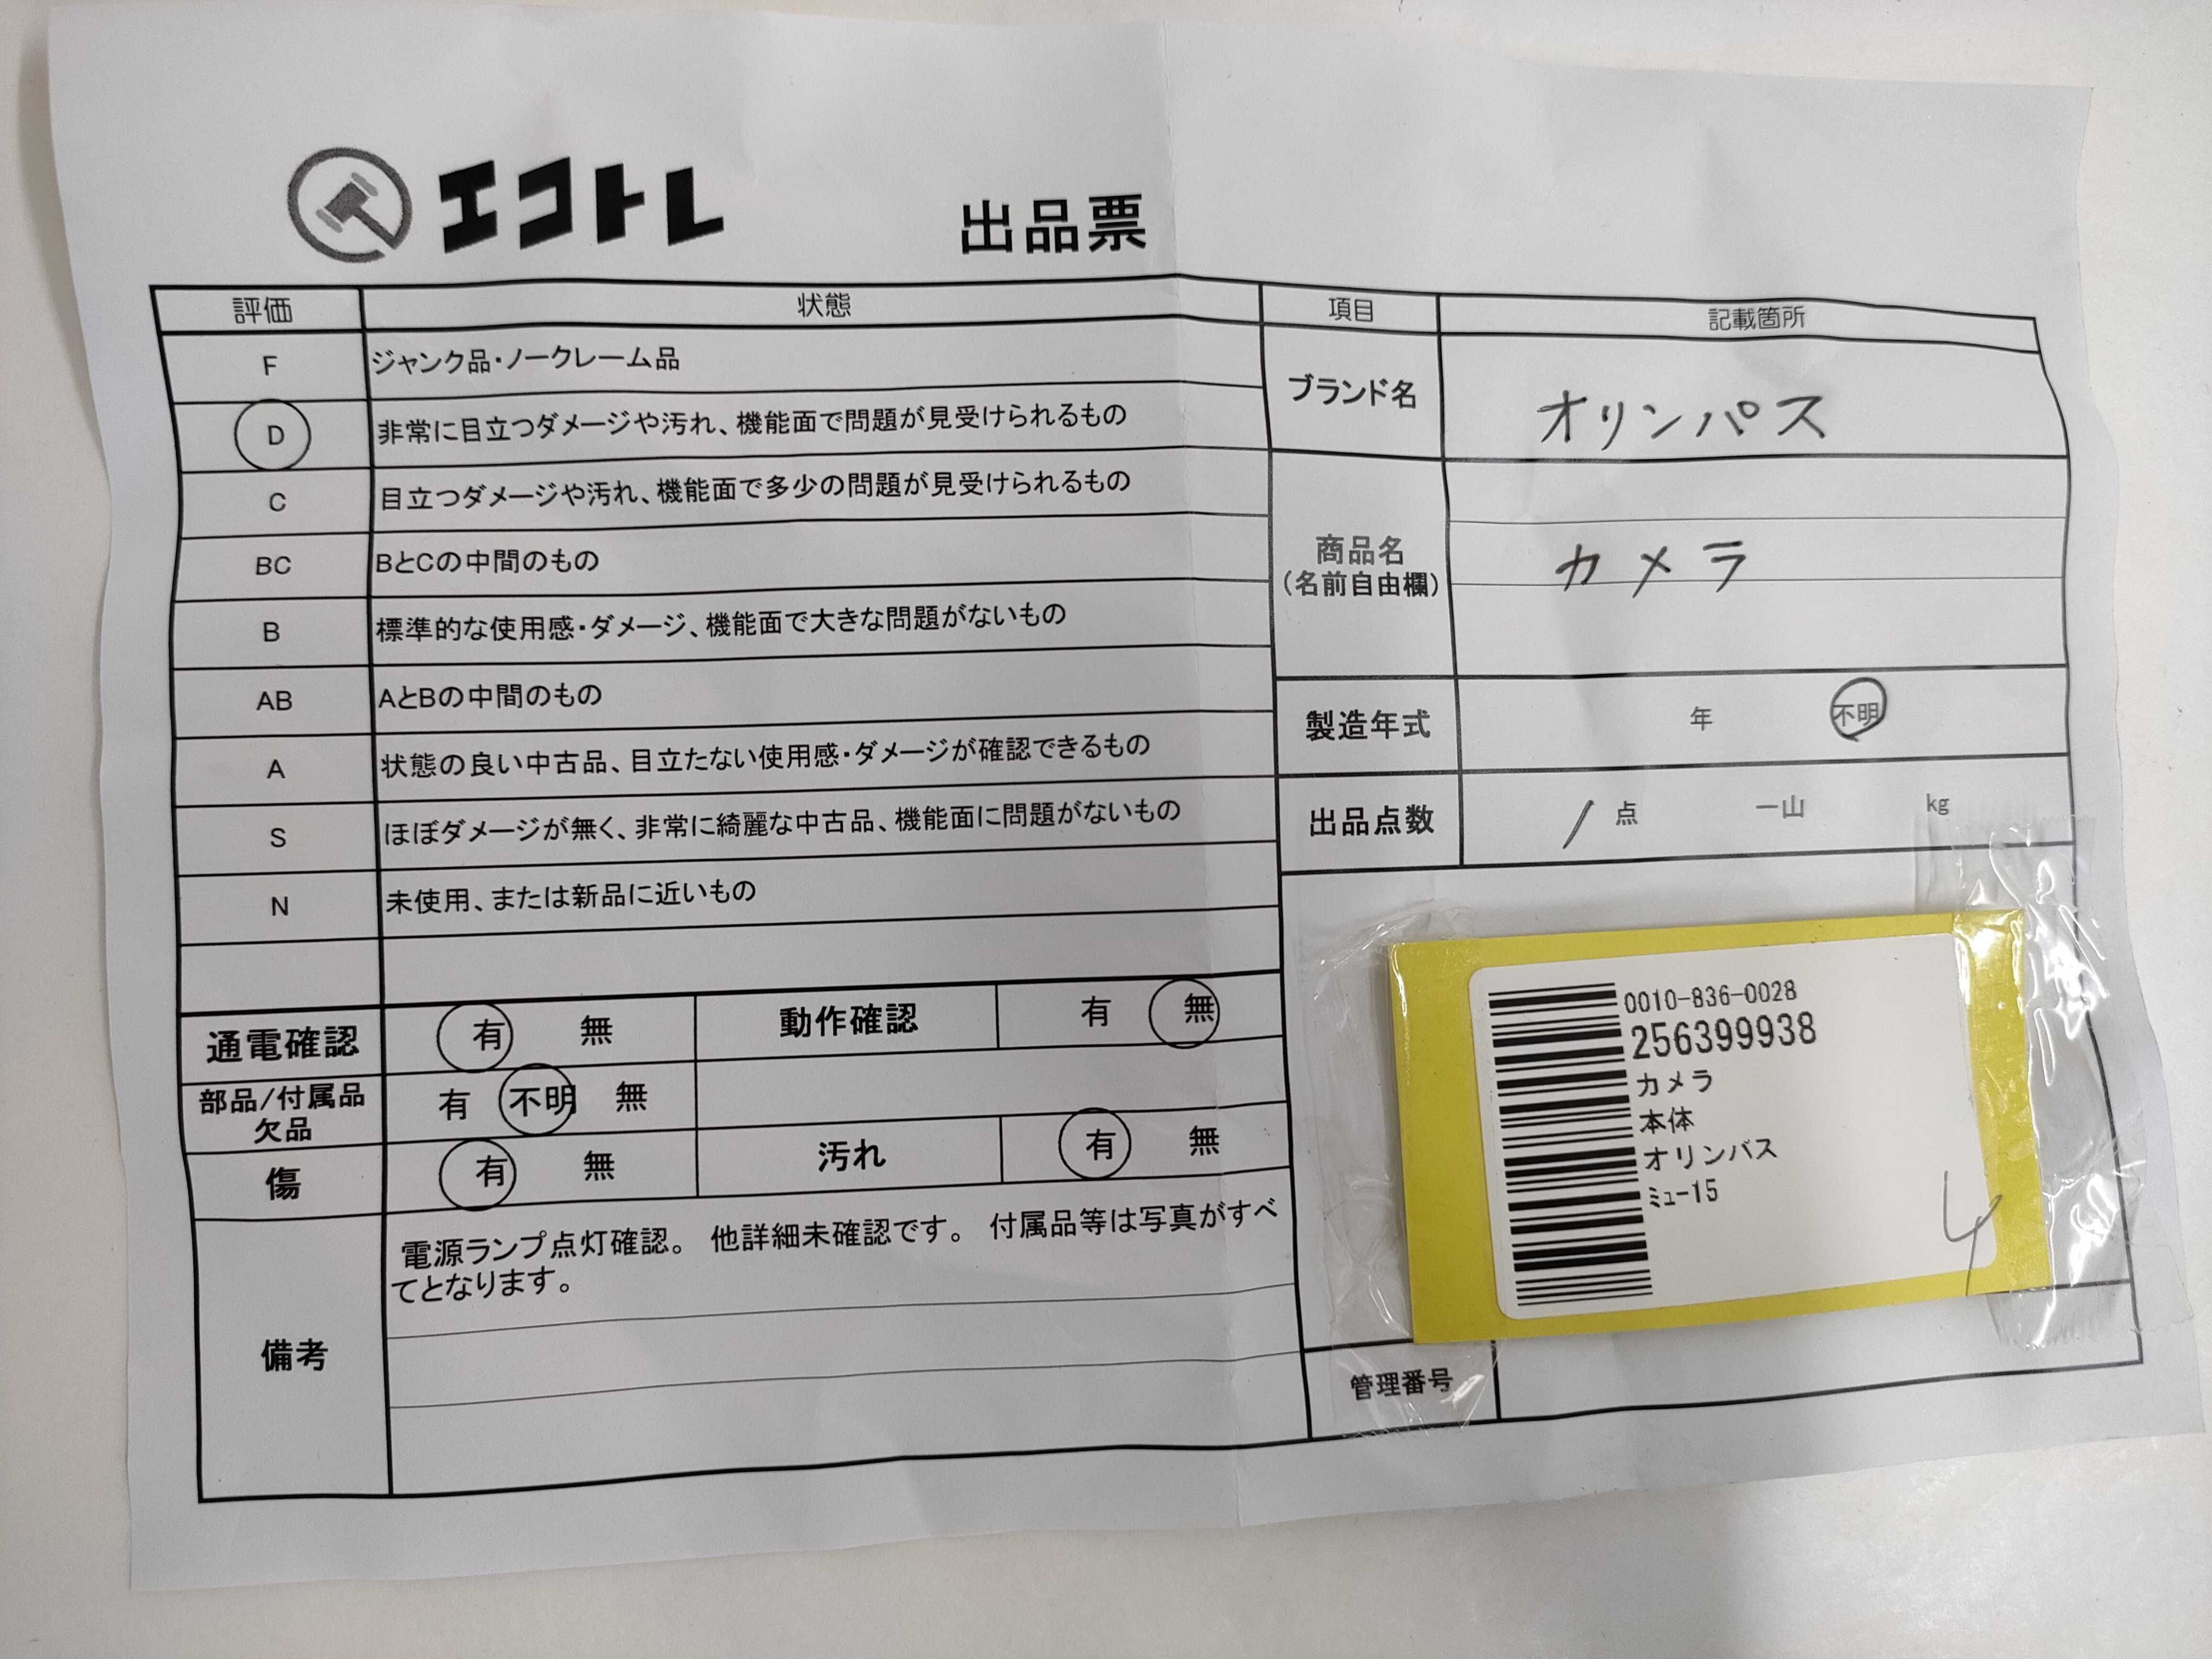 エコトレ
出品票
評価 状態
F ジャンク品・ノークレーム品
D 非常に目立つダメージや汚れ、機能面で問題が見受けられるもの
C 目立つダメージや汚れ、機能面で多少の問題が見受けられるもの
BC BとCの中間のもの
B 標準的な使用感・ダメージ、機能面で大きな問題がないもの
AB AとBの中間のもの
A 状態の良い中古品、目立たない使用感・ダメージが確認できるもの
S ほぼダメージが無く、非常に綺麗な中古品、機能面に問題がないもの
N 未使用、または新品に近いもの
通電確認 有 無 動作確認 有 無
部品/付属品 有 不明 無
欠品
傷 有 無 汚れ 有 無
備考
電源ランプ点灯確認。 他詳細未確認です。 付属品等は写真がすべ
てとなります。
項目 記載箇所
ブランド名 オリンパス
商品名
(名前自由欄)
カメラ
製造年式 年 不明
出品点数 / 点 一山 kg
0010-836-0028
256399938
カメラ
本体
オリンパス
ミュー15
4
管理番号